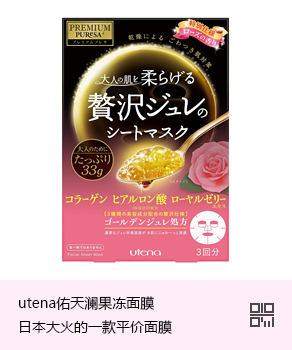 PREMIUM
PURESA
プレミアムプレサ
乾燥による ごわつき肌対策
特別仕様
ローズの香り
大人の肌を柔らげる
贅沢ジュレの
シートマスク
大人のために
たっぷり
33g
コラーゲン ヒアルロン酸 ローヤルゼリー
ゴールデンジュレ処方
utena
3回分
utena佑天澜果冻面膜
日本大火的一款平价面膜